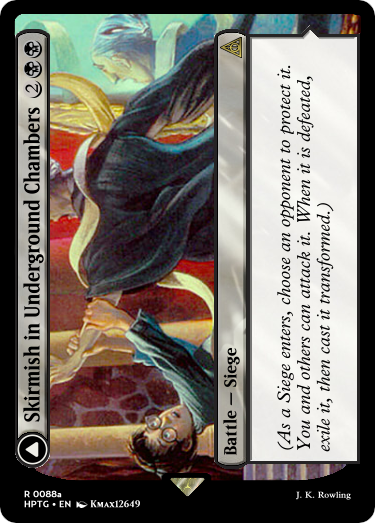 Skirmish in Underground Chambers 2
Battle — Siege
(As a Siege enters, choose an opponent to protect it.
You and others can attack it. When it is defeated,
exile it, then cast it transformed.)
R 0088a
HPTG • EN Kmax12649
J. K. Rowling